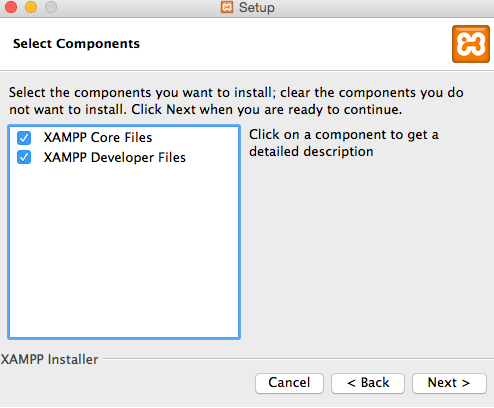 Setup
Select Components
Select the components you want to install; clear the components you do
not want to install. Click Next when you are ready to continue.
XAMPP Core Files
XAMPP Developer Files
Click on a component to get a
detailed description
XAMPP Installer
Cancel
< Back
Next >